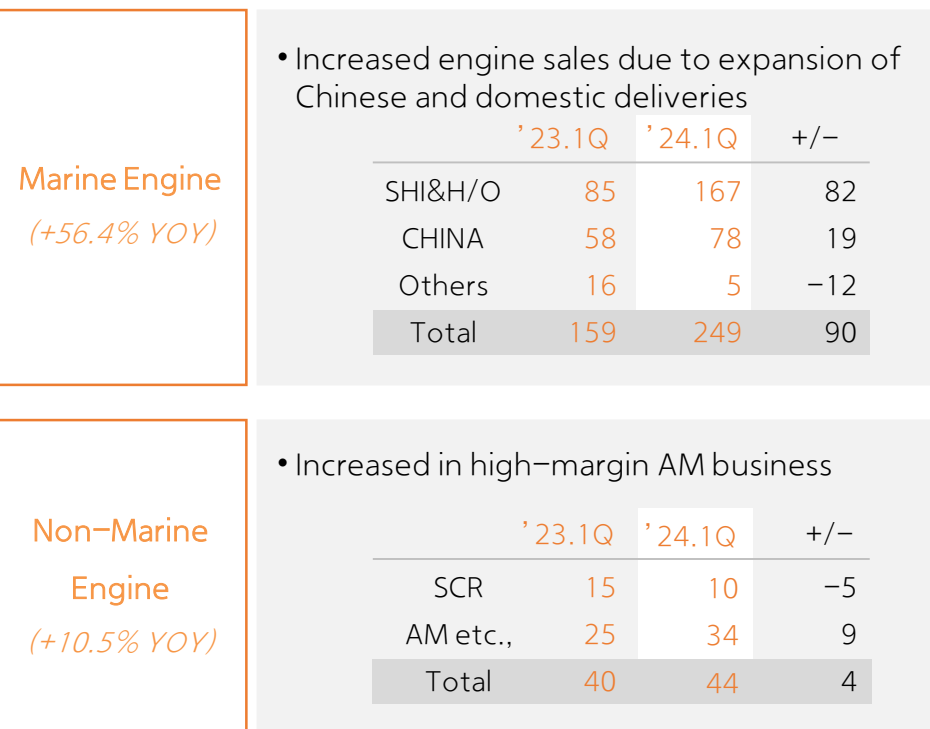 Marine Engine
(+56.4% YOY)
• Increased engine sales due to expansion of
Chinese and domestic deliveries
’23.1Q ’24.1Q +/-
SHI&H/O 85 167 82
CHINA 58 78 19
Others 16 5 -12
Total 159 249 90
Non-Marine
Engine
(+10.5% YOY)
• Increased in high-margin AM business
’23.1Q ’24.1Q +/-
SCR 15 10 -5
AM etc., 25 34 9
Total 40 44 4